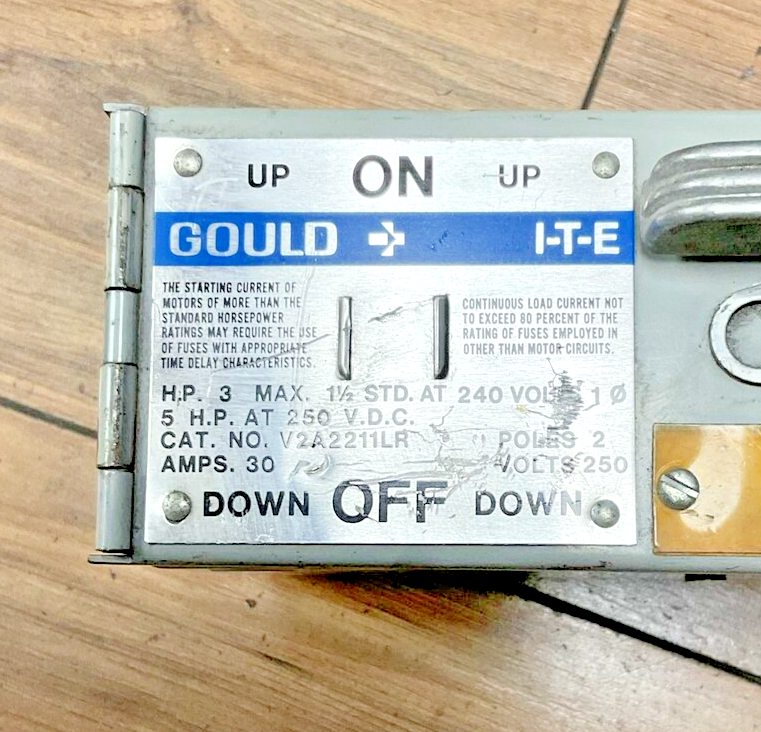 UP ON UP
GOULD I-T-E
THE STARTING CURRENT OF
MOTORS OF MORE THAN THE
STANDARD HORSEPOWER
RATINGS MAY REQUIRE THE USE
OF FUSES WITH APPROPRIATE
TIME DELAY CHARACTERISTICS.
CONTINUOUS LOAD CURRENT NOT
TO EXCEED 80 PERCENT OF THE
RATING OF FUSES EMPLOYED IN
OTHER THAN MOTOR CIRCUITS.
H.P. 3 MAX. 1½ STD. AT 240 VOLTS 1 Ø
5 H.P. AT 250 V.D.C.
CAT. NO. V2A2211LR POLES 2
AMPS. 30 VOLTS 250
DOWN OFF DOWN